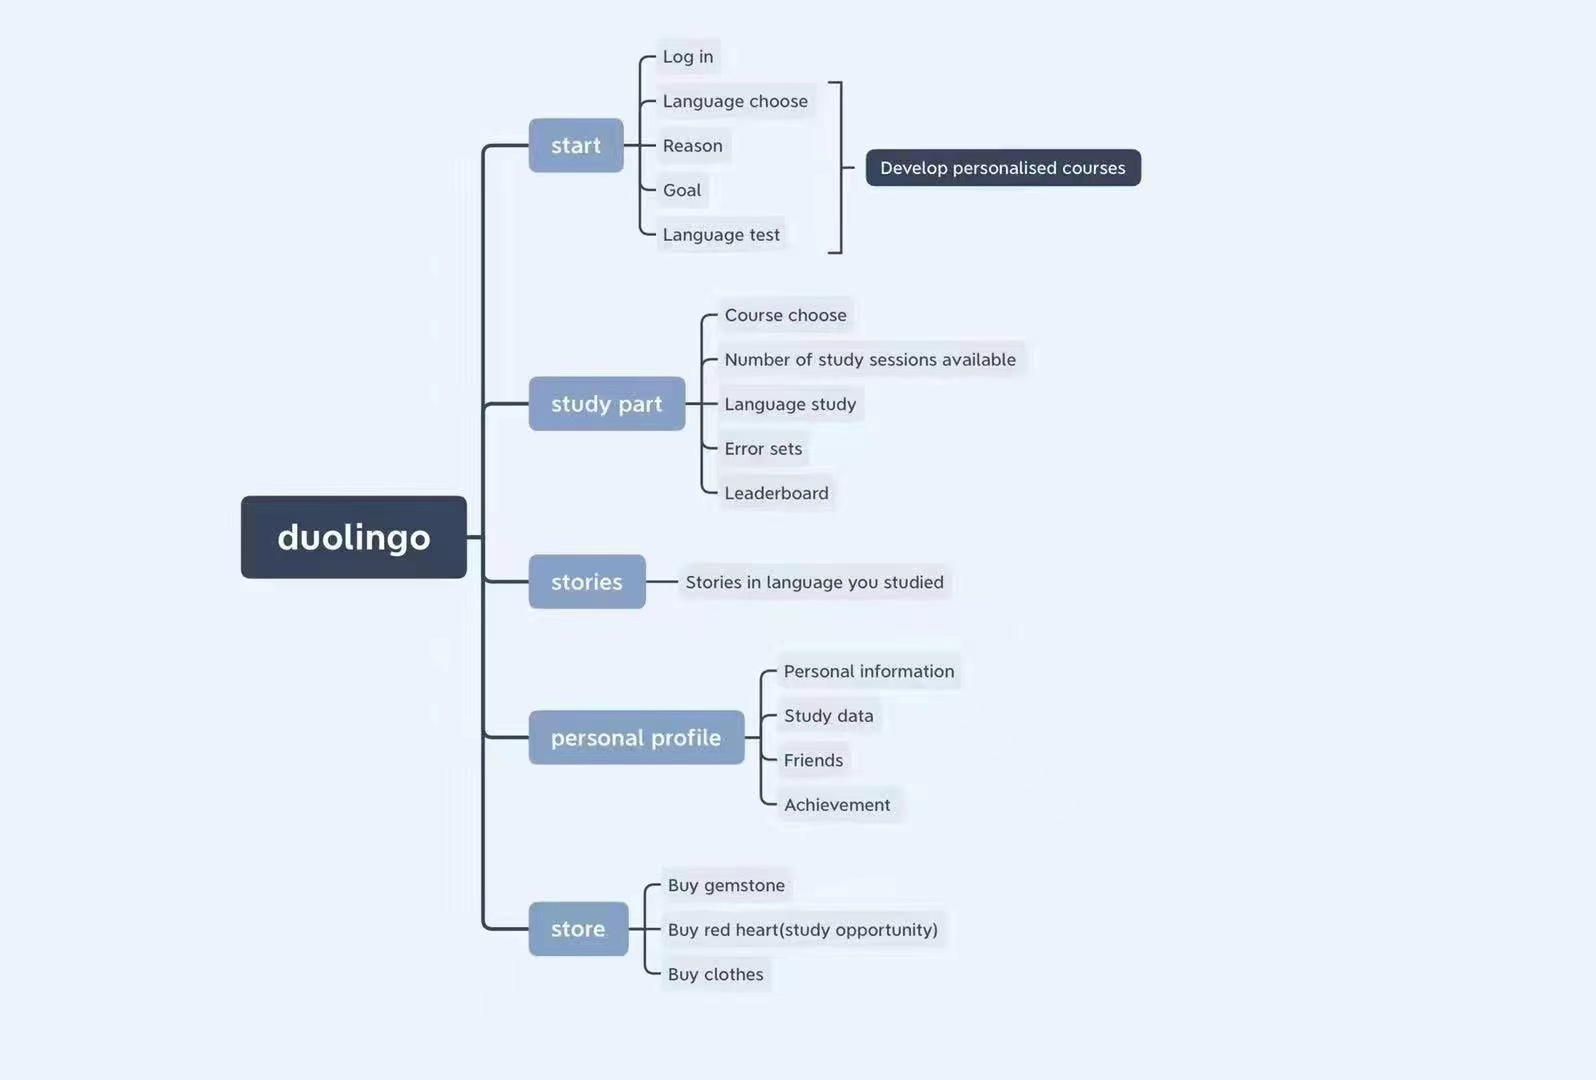 duolingo
start
Log in
Language choose
Reason
Goal
Language test
Develop personalised courses
study part
Course choose
Number of study sessions available
Language study
Error sets
Leaderboard
stories
Stories in language you studied
personal profile
Personal information
Study data
Friends
Achievement
store
Buy gemstone
Buy red heart(study opportunity)
Buy clothes